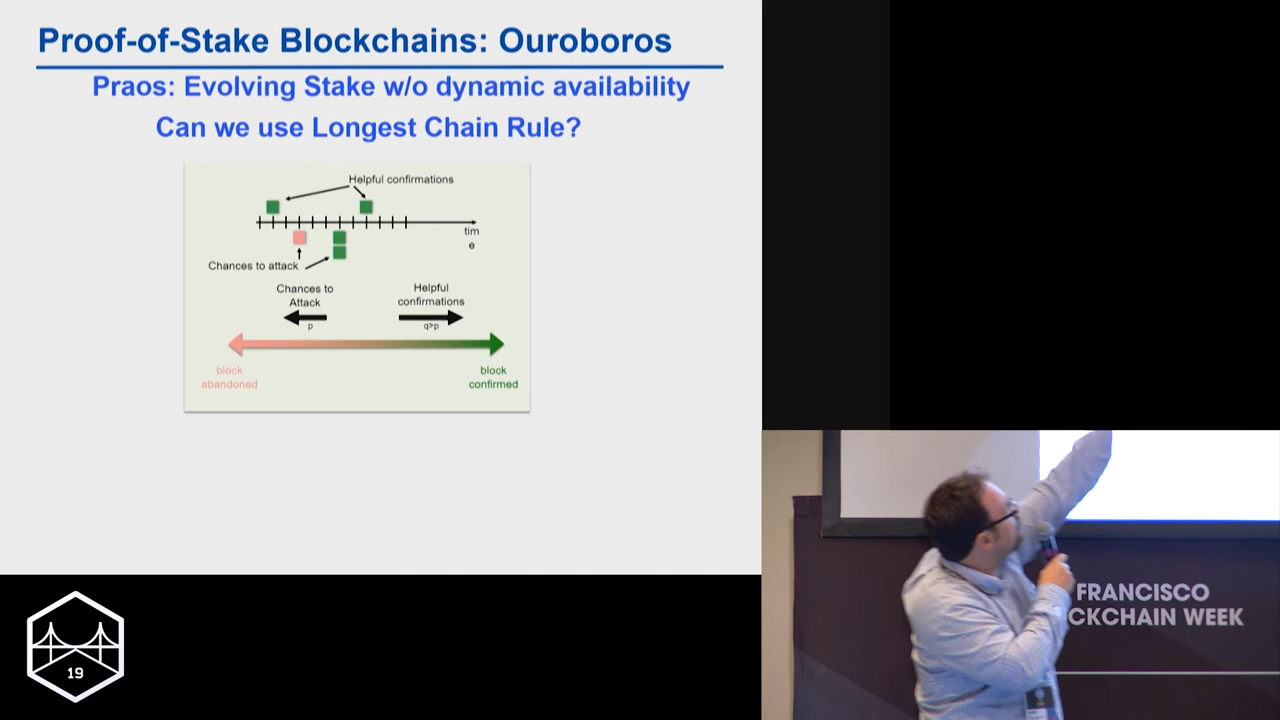 Proof-of-Stake Blockchains: Ouroboros
Praos: Evolving Stake w/o dynamic availability
Can we use Longest Chain Rule?
Helpful confirmations
tim
e
Chances to attack
Chances to
Attack
Helpful
confirmations
p
q>p
block
abandoned
block
confirmed
19
FRANCISCO
CKCHAIN WEEK